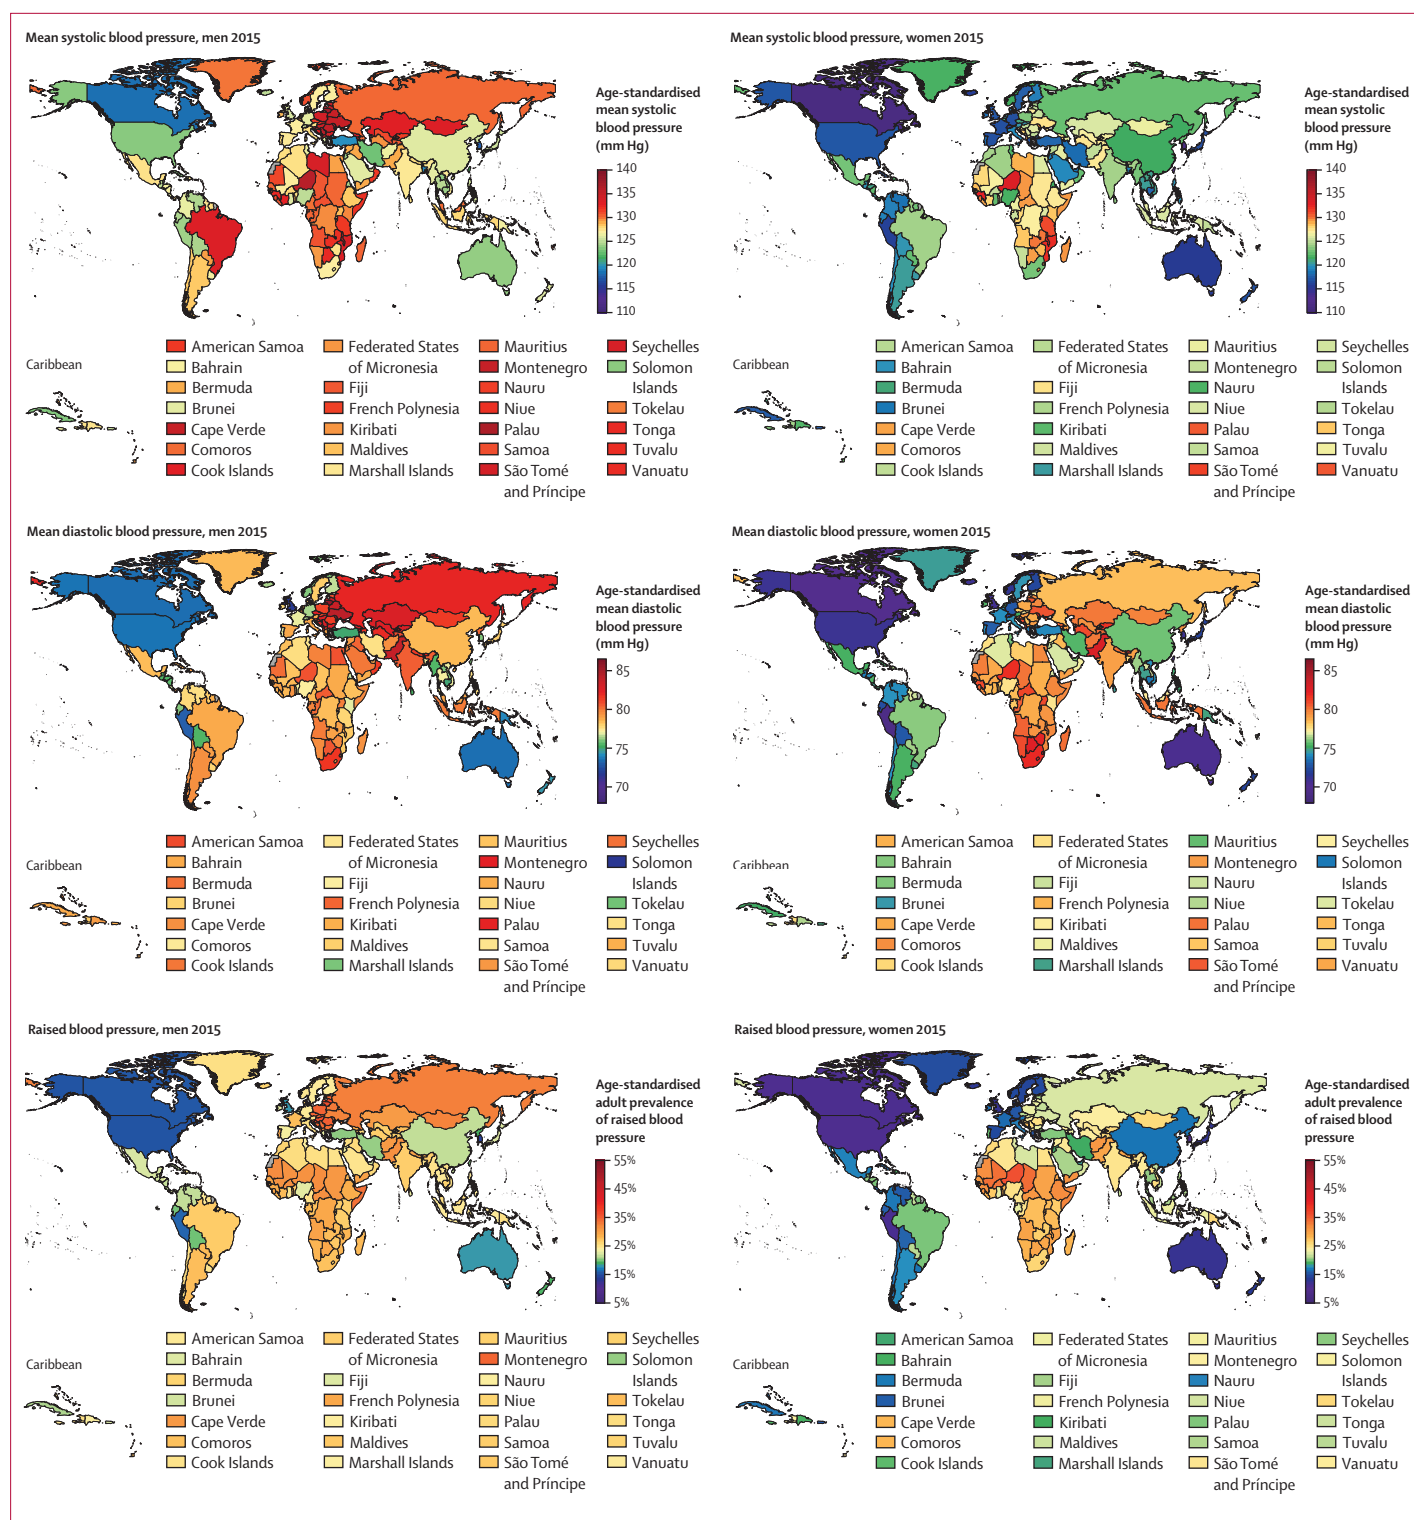 Mean systolic blood pressure, men 2015
Age-standardised
mean systolic
blood pressure
(mm Hg)
140
135
130
125
120
115
110
Caribbean
American Samoa
Bahrain
Bermuda
Brunei
Cape Verde
Comoros
Cook Islands
Federated States
of Micronesia
Fiji
French Polynesia
Kiribati
Maldives
Marshall Islands
Mauritius
Montenegro
Nauru
Niue
Palau
Samoa
São Tomé
and Príncipe
Seychelles
Solomon
Islands
Tokelau
Tonga
Tuvalu
Vanuatu
Mean systolic blood pressure, women 2015
Age-standardised
mean systolic
blood pressure
(mm Hg)
140
135
130
125
120
115
110
Caribbean
American Samoa
Bahrain
Bermuda
Brunei
Cape Verde
Comoros
Cook Islands
Federated States
of Micronesia
Fiji
French Polynesia
Kiribati
Maldives
Marshall Islands
Mauritius
Montenegro
Nauru
Niue
Palau
Samoa
São Tomé
and Príncipe
Seychelles
Solomon
Islands
Tokelau
Tonga
Tuvalu
Vanuatu
Mean diastolic blood pressure, men 2015
Age-standardised
mean diastolic
blood pressure
(mm Hg)
85
80
75
70
Caribbean
American Samoa
Bahrain
Bermuda
Brunei
Cape Verde
Comoros
Cook Islands
Federated States
of Micronesia
Fiji
French Polynesia
Kiribati
Maldives
Marshall Islands
Mauritius
Montenegro
Nauru
Niue
Palau
Samoa
São Tomé
and Príncipe
Seychelles
Solomon
Islands
Tokelau
Tonga
Tuvalu
Vanuatu
Mean diastolic blood pressure, women 2015
Age-standardised
mean diastolic
blood pressure
(mm Hg)
85
80
75
70
Caribbean
American Samoa
Bahrain
Bermuda
Brunei
Cape Verde
Comoros
Cook Islands
Federated States
of Micronesia
Fiji
French Polynesia
Kiribati
Maldives
Marshall Islands
Mauritius
Montenegro
Nauru
Niue
Palau
Samoa
São Tomé
and Príncipe
Seychelles
Solomon
Islands
Tokelau
Tonga
Tuvalu
Vanuatu
Raised blood pressure, men 2015
Age-standardised
adult prevalence
of raised blood
pressure
55%
45%
35%
25%
15%
5%
Caribbean
American Samoa
Bahrain
Bermuda
Brunei
Cape Verde
Comoros
Cook Islands
Federated States
of Micronesia
Fiji
French Polynesia
Kiribati
Maldives
Marshall Islands
Mauritius
Montenegro
Nauru
Niue
Palau
Samoa
São Tomé
and Príncipe
Seychelles
Solomon
Islands
Tokelau
Tonga
Tuvalu
Vanuatu
Raised blood pressure, women 2015
Age-standardised
adult prevalence
of raised blood
pressure
55%
45%
35%
25%
15%
5%
Caribbean
American Samoa
Bahrain
Bermuda
Brunei
Cape Verde
Comoros
Cook Islands
Federated States
of Micronesia
Fiji
French Polynesia
Kiribati
Maldives
Marshall Islands
Mauritius
Montenegro
Nauru
Niue
Palau
Samoa
São Tomé
and Príncipe
Seychelles
Solomon
Islands
Tokelau
Tonga
Tuvalu
Vanuatu